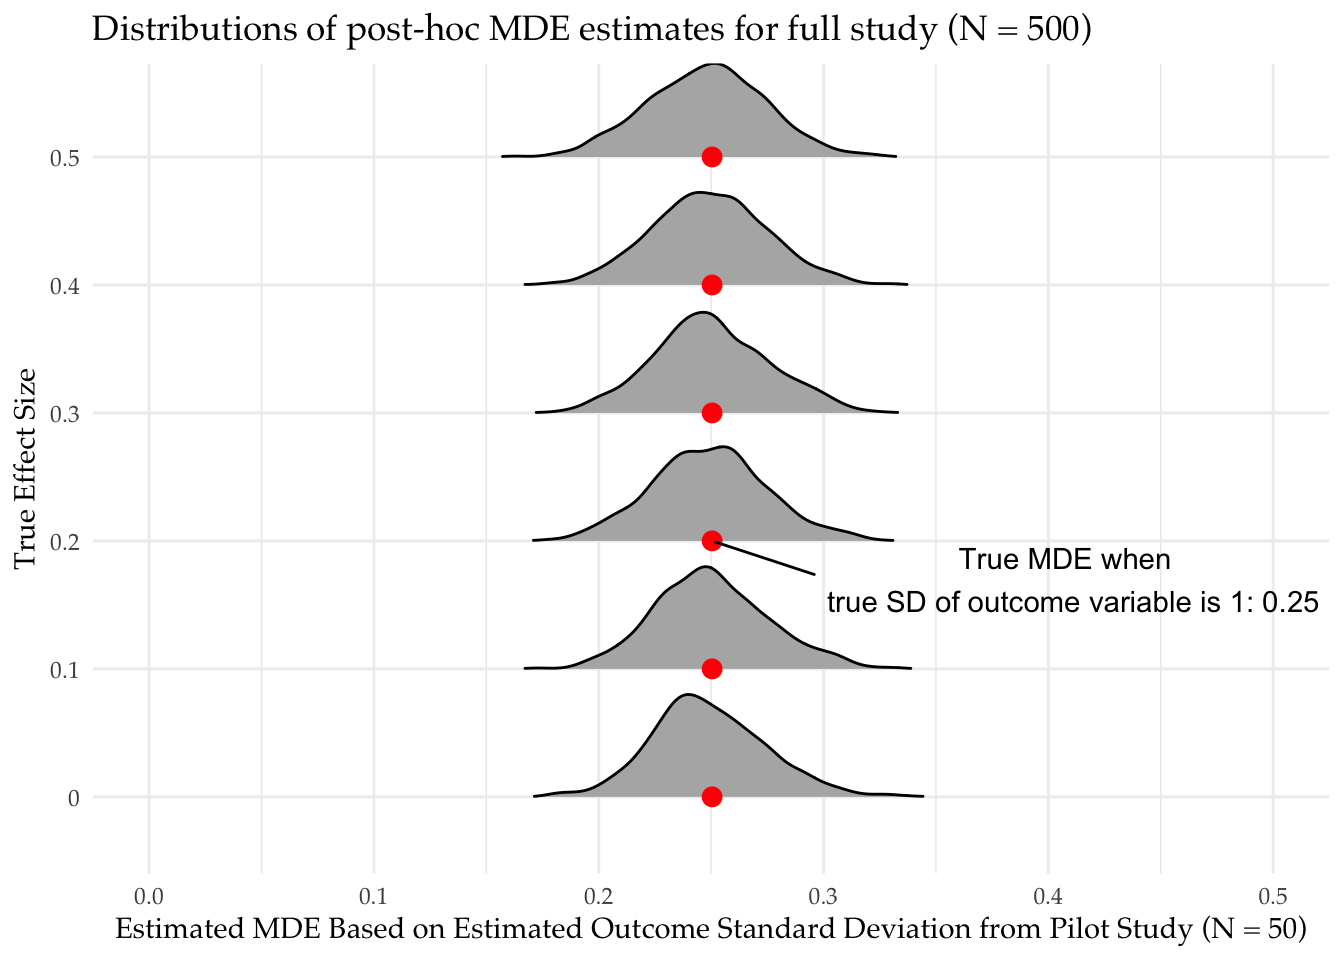 Distributions of post-hoc MDE estimates for full study (N = 500)
True Effect Size
0.5
0.4
0.3
0.2
0.1
0
True MDE when
true SD of outcome variable is 1: 0.25
0.0 0.1 0.2 0.3 0.4 0.5
Estimated MDE Based on Estimated Outcome Standard Deviation from Pilot Study (N = 50)